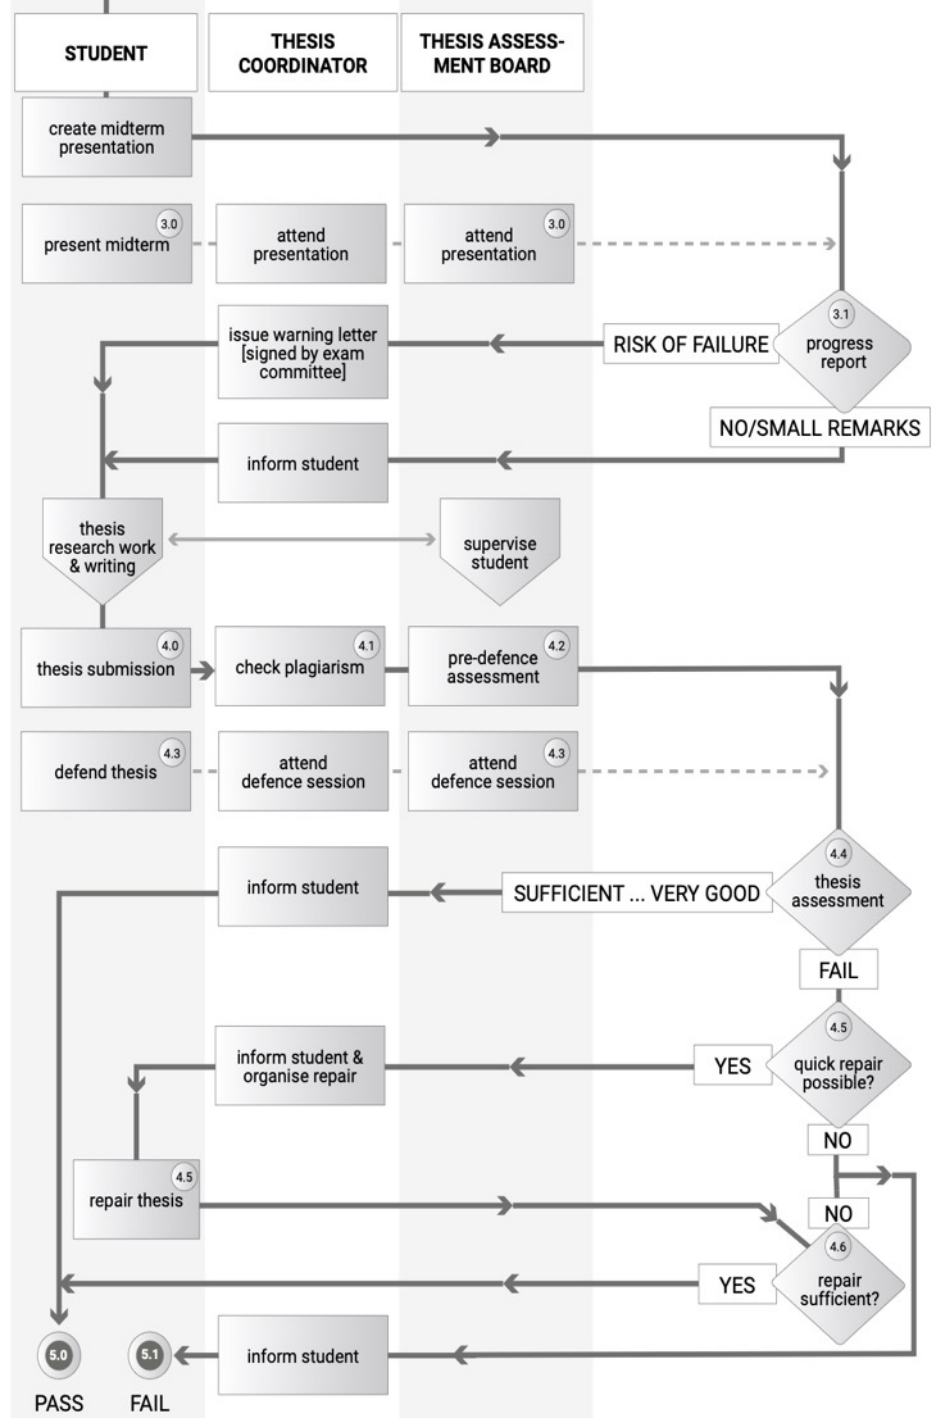 STUDENT
THESIS
COORDINATOR
THESIS ASSESS-
MENT BOARD
create midterm
presentation
3.0
present midterm
attend
presentation
3.0
attend
presentation
3.1
progress
report
RISK OF FAILURE
issue warning letter
[signed by exam
committee]
NO/SMALL REMARKS
inform student
thesis
research work
& writing
supervise
student
4.0
thesis submission
4.1
check plagiarism
4.2
pre-defence
assessment
4.3
defend thesis
attend
defence session
4.3
attend
defence session
4.4
thesis
assessment
SUFFICIENT ... VERY GOOD
inform student
FAIL
4.5
quick repair
possible?
YES
inform student &
organise repair
NO
4.5
repair thesis
NO
4.6
repair
sufficient?
YES
inform student
5.0
PASS
5.1
FAIL